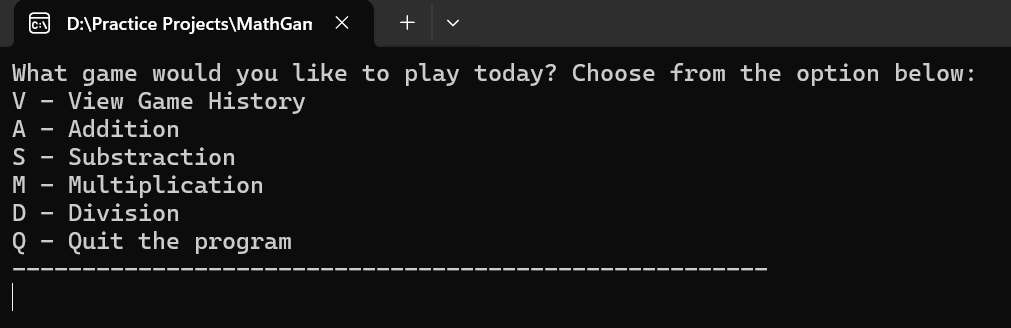 D:\Practice Projects\MathGan
What game would you like to play today? Choose from the option below:
V - View Game History
A - Addition
S - Substraction
M - Multiplication
D - Division
Q - Quit the program
------------------------------------------------------